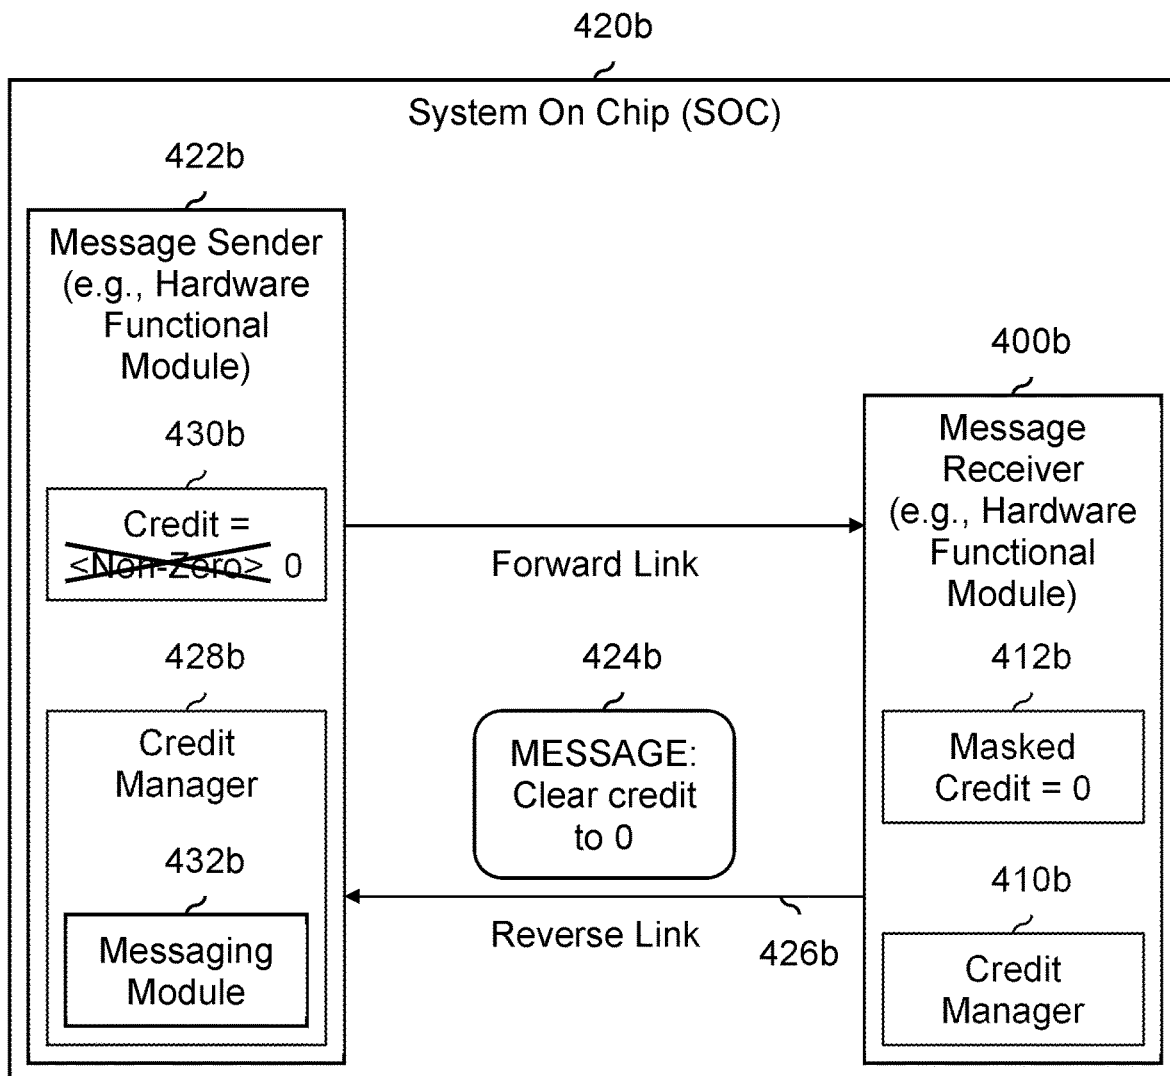 420b
System On Chip (SOC)
422b
Message Sender
(e.g., Hardware
Functional
Module)
430b
Credit =
<Non-Zero> 0
428b
Credit
Manager
432b
Messaging
Module
Forward Link
424b
MESSAGE:
Clear credit
to 0
Reverse Link
426b
400b
Message
Receiver
(e.g., Hardware
Functional
Module)
412b
Masked
Credit = 0
410b
Credit
Manager